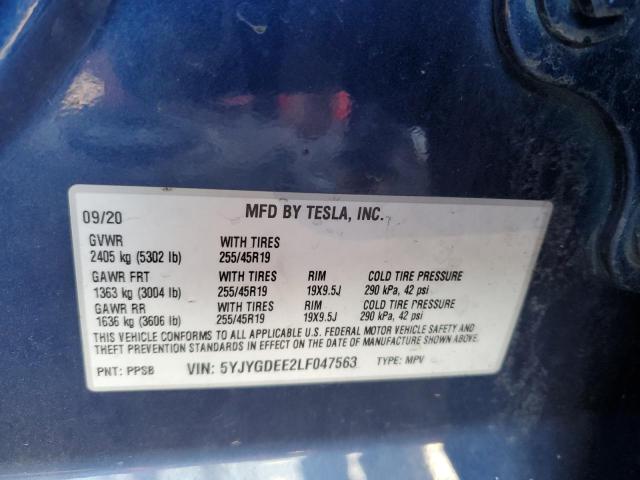 09/20 MFD BY TESLA, INC.
GVWR WITH TIRES
2405 kg (5302 lb) 255/45R19
GAWR FRT WITH TIRES RIM COLD TIRE PRESSURE
1363 kg (3004 lb) 255/45R19 19X9.5J 290 kPa, 42 psi
GAWR RR WITH TIRES RIM COLD TIRE PRESSURE
1636 kg (3606 lb) 255/45R19 19X9.5J 290 kPa, 42 psi
THIS VEHICLE CONFORMS TO ALL APPLICABLE U.S. FEDERAL MOTOR VEHICLE SAFETY AND
THEFT PREVENTION STANDARDS IN EFFECT ON THE DATE OF MANUFACTURE SHOWN ABOVE.
PNT: PPSB VIN: 5YJYGDEE2LF047563 TYPE: MPV